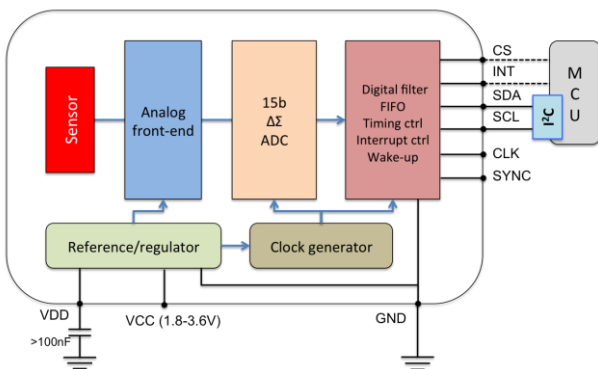 Sensor
Analog
front-end
15b
ΔΣ
ADC
Digital filter
FIFO
Timing ctrl
Interrupt ctrl
Wake-up
CS
INT
SDA
SCL
CLK
SYNC
I²C
M
C
U
Reference/regulator
Clock generator
VDD
>100nF
VCC (1.8-3.6V)
GND